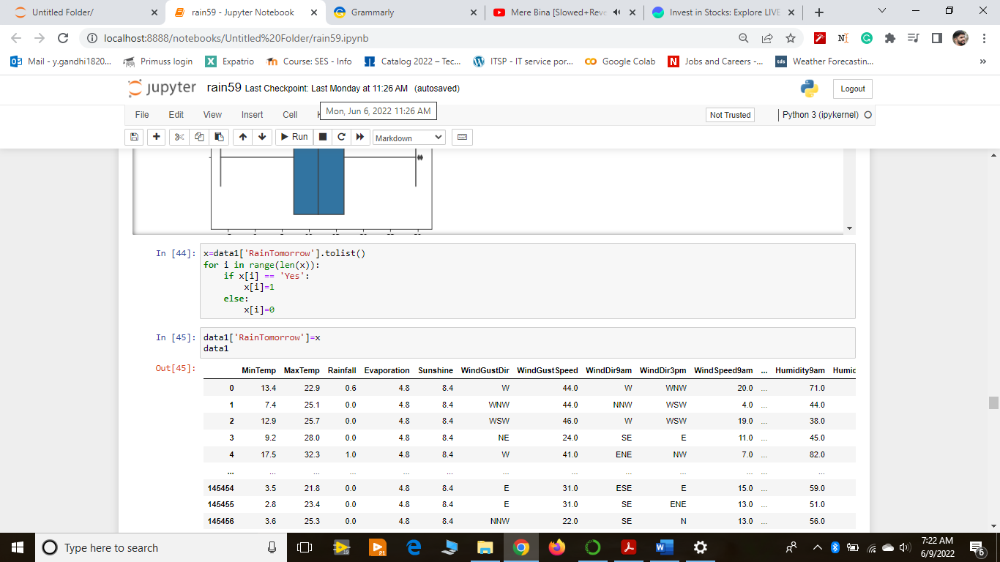 Untitled Folder/
rain59 - Jupyter Notebook
Grammarly
Mere Bina [Slowed+Reve
Invest in Stocks: Explore LIVE
localhost:8888/notebooks/Untitled%20Folder/rain59.ipynb
Mail - y.gandhi1820...
Primuss login
Expatrio
Course: SES - Info
Catalog 2022 – Tec...
ITSP - IT service por...
Google Colab
Jobs and Careers -...
Weather Forecastin...
jupyter rain59 Last Checkpoint: Last Monday at 11:26 AM (autosaved)
Logout
File Edit View Insert Cell
Mon, Jun 6, 2022 11:26 AM
Not Trusted
Python 3 (ipykernel)
Run
Markdown
In [44]: x=data1['RainTomorrow'].tolist()
for i in range(len(x)):
    if x[i] == 'Yes':
        x[i]=1
    else:
        x[i]=0
In [45]: data1['RainTomorrow']=x
data1
Out[45]:
MinTemp MaxTemp Rainfall Evaporation Sunshine WindGustDir WindGustSpeed WindDir9am WindDir3pm WindSpeed9am ... Humidity9am Humid
0 13.4 22.9 0.6 4.8 8.4 W 44.0 W WNW 20.0 ... 71.0
1 7.4 25.1 0.0 4.8 8.4 WNW 44.0 NNW WSW 4.0 ... 44.0
2 12.9 25.7 0.0 4.8 8.4 WSW 46.0 W WSW 19.0 ... 38.0
3 9.2 28.0 0.0 4.8 8.4 NE 24.0 SE E 11.0 ... 45.0
4 17.5 32.3 1.0 4.8 8.4 W 41.0 ENE NW 7.0 ... 82.0
... ... ... ... ... ... ... ... ... ... ... ... ...
145454 3.5 21.8 0.0 4.8 8.4 E 31.0 ESE E 15.0 ... 59.0
145455 2.8 23.4 0.0 4.8 8.4 E 31.0 SE ENE 13.0 ... 51.0
145456 3.6 25.3 0.0 4.8 8.4 NNW 22.0 SE N 13.0 ... 56.0
Type here to search
7:22 AM
6/9/2022
6